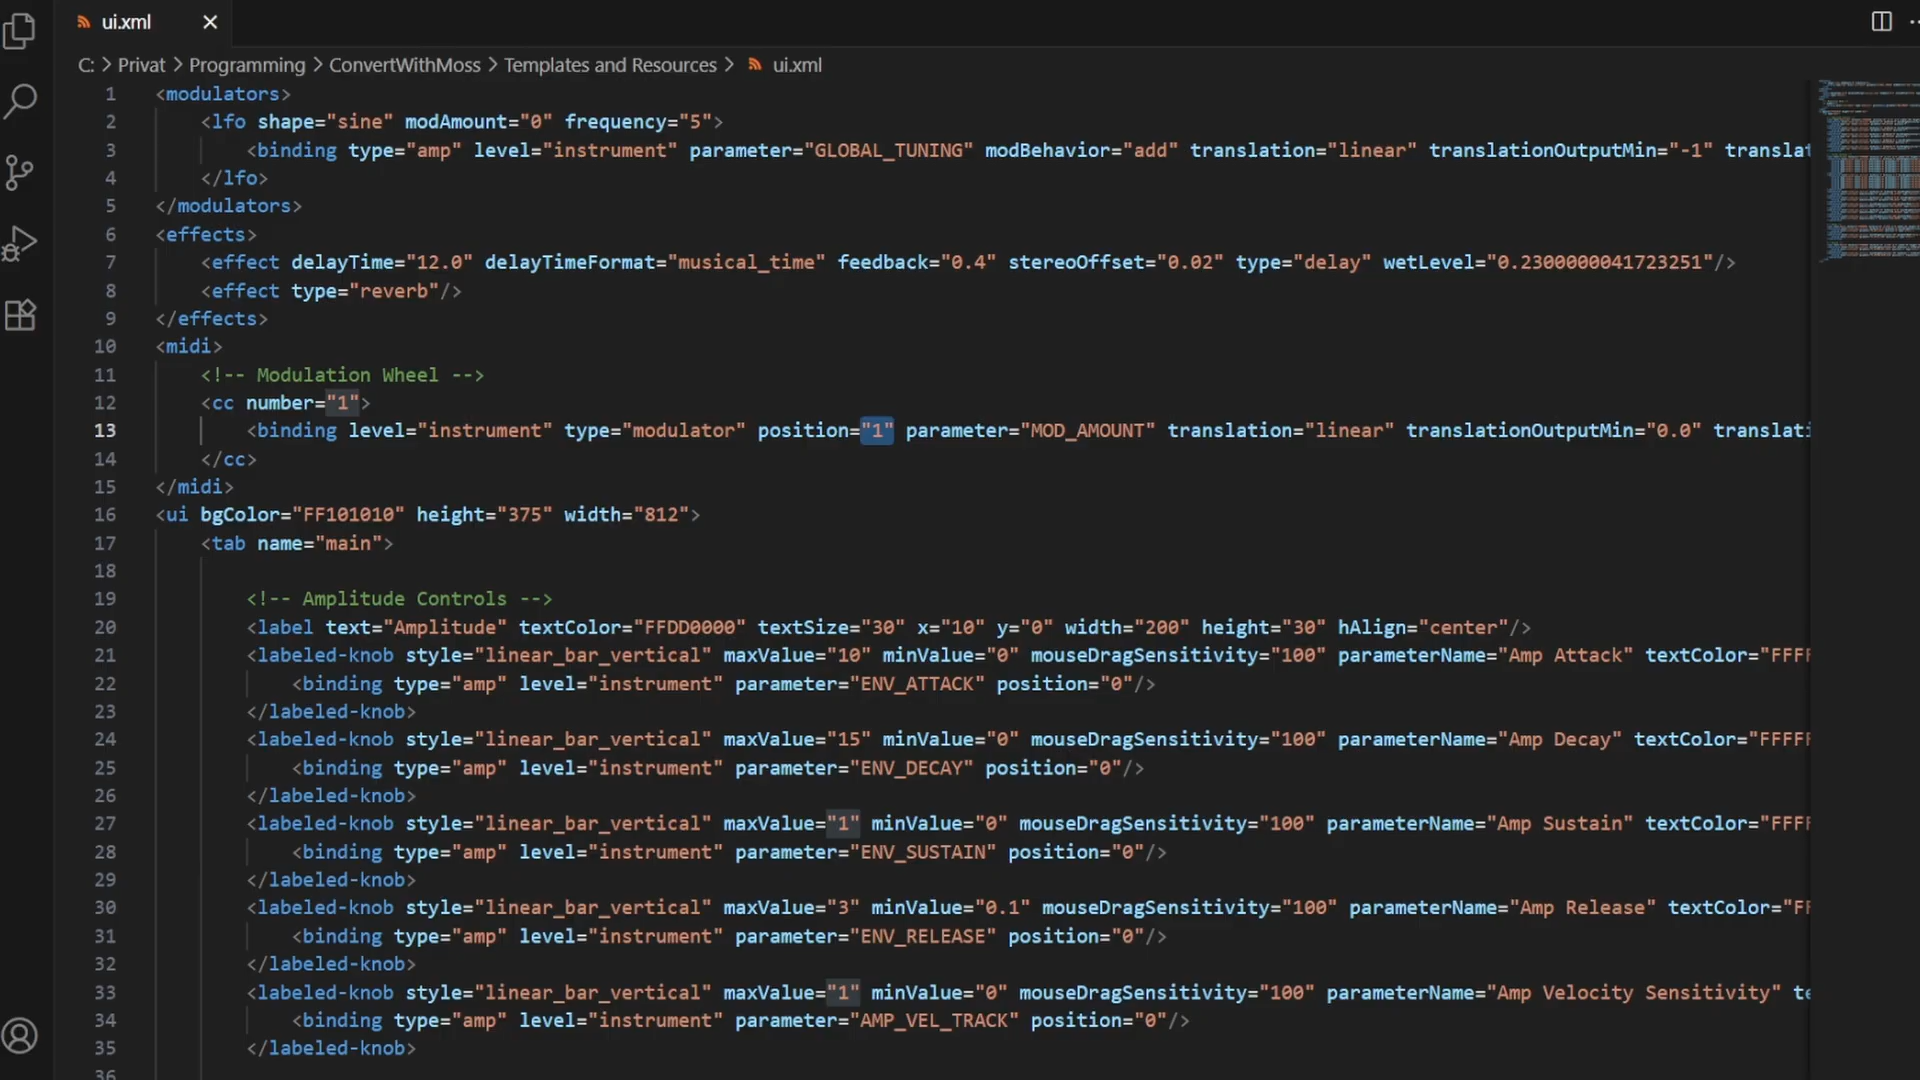 ui.xml
C: > Privat > Programming > ConvertWithMoss > Templates and Resources > ui.xml
1 <modulators>
2 <lfo shape="sine" modAmount="0" frequency="5">
3 <binding type="amp" level="instrument" parameter="GLOBAL_TUNING" modBehavior="add" translation="linear" translationOutputMin="-1" translat
4 </lfo>
5 </modulators>
6 <effects>
7 <effect delayTime="12.0" delayTimeFormat="musical_time" feedback="0.4" stereoOffset="0.02" type="delay" wetLevel="0.2300000041723251"/>
8 <effect type="reverb"/>
9 </effects>
10 <midi>
11 <!-- Modulation Wheel -->
12 <cc number="1">
13 <binding level="instrument" type="modulator" position="1" parameter="MOD_AMOUNT" translation="linear" translationOutputMin="0.0" translati
14 </cc>
15 </midi>
16 <ui bgColor="FF101010" height="375" width="812">
17 <tab name="main">
18
19 <!-- Amplitude Controls -->
20 <label text="Amplitude" textColor="FFDD0000" textSize="30" x="10" y="0" width="200" height="30" hAlign="center"/>
21 <labeled-knob style="linear_bar_vertical" maxValue="10" minValue="0" mouseDragSensitivity="100" parameterName="Amp Attack" textColor="FFFF
22 <binding type="amp" level="instrument" parameter="ENV_ATTACK" position="0"/>
23 </labeled-knob>
24 <labeled-knob style="linear_bar_vertical" maxValue="15" minValue="0" mouseDragSensitivity="100" parameterName="Amp Decay" textColor="FFFFF
25 <binding type="amp" level="instrument" parameter="ENV_DECAY" position="0"/>
26 </labeled-knob>
27 <labeled-knob style="linear_bar_vertical" maxValue="1" minValue="0" mouseDragSensitivity="100" parameterName="Amp Sustain" textColor="FFFF
28 <binding type="amp" level="instrument" parameter="ENV_SUSTAIN" position="0"/>
29 </labeled-knob>
30 <labeled-knob style="linear_bar_vertical" maxValue="3" minValue="0.1" mouseDragSensitivity="100" parameterName="Amp Release" textColor="FF
31 <binding type="amp" level="instrument" parameter="ENV_RELEASE" position="0"/>
32 </labeled-knob>
33 <labeled-knob style="linear_bar_vertical" maxValue="1" minValue="0" mouseDragSensitivity="100" parameterName="Amp Velocity Sensitivity" te
34 <binding type="amp" level="instrument" parameter="AMP_VEL_TRACK" position="0"/>
35 </labeled-knob>
36